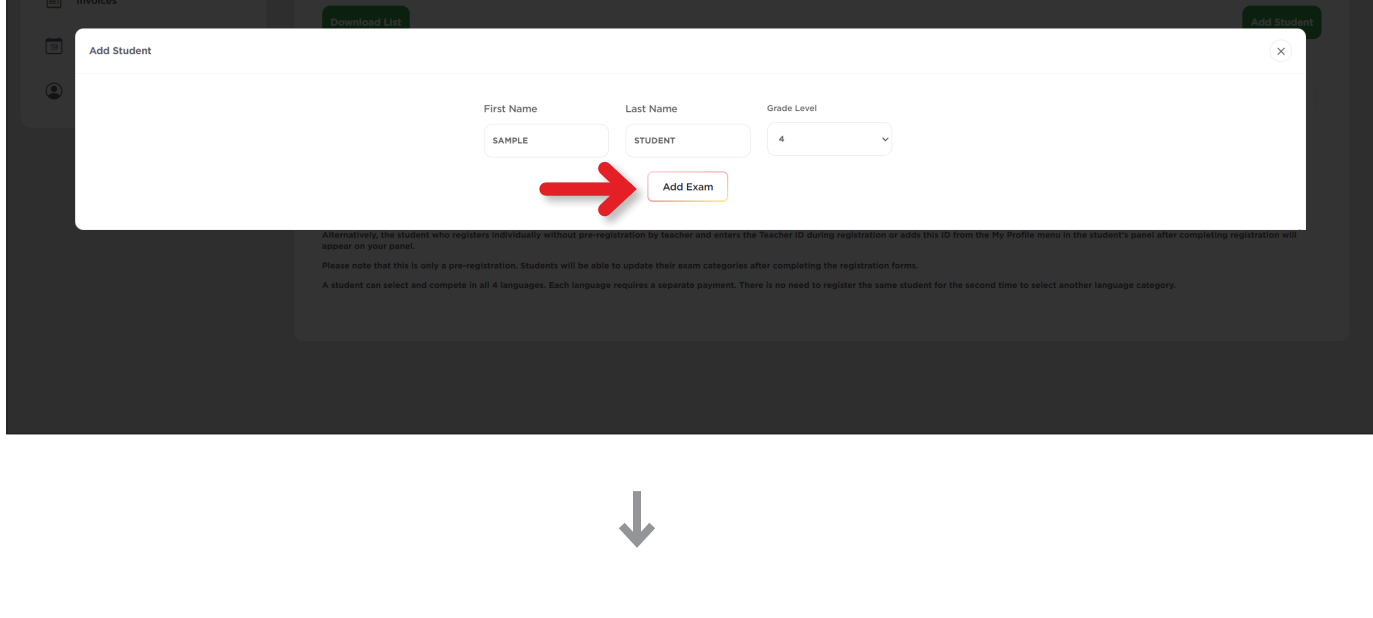 Invoices
Download List
Add Student
Add Student
First Name
Last Name
Grade Level
SAMPLE
STUDENT
4
Add Exam
Alternatively, the student who registers individually without pre-registration by teacher and enters the Teacher ID during registration or adds this ID from the My Profile menu in the student's panel after completing registration will
appear on your panel.
Please note that this is only a pre-registration. Students will be able to update their exam categories after completing the registration forms.
A student can select and compete in all 4 languages. Each language requires a separate payment. There is no need to register the same student for the second time to select another language category.